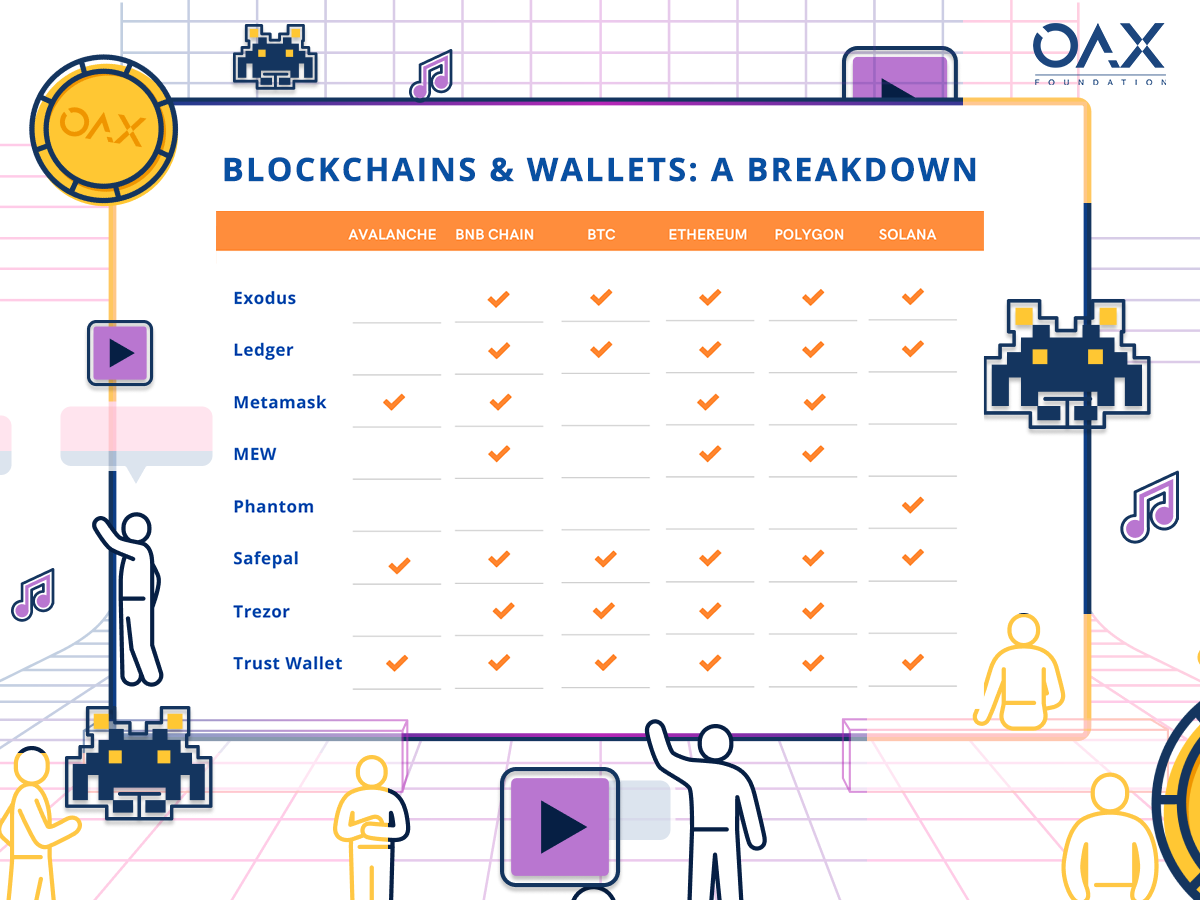 OAX
FOUNDATION
OAX
BLOCKCHAINS & WALLETS: A BREAKDOWN
AVALANCHE BNB CHAIN BTC ETHEREUM POLYGON SOLANA
Exodus ✔ ✔ ✔ ✔ ✔
Ledger ✔ ✔ ✔ ✔ ✔
Metamask ✔ ✔ ✔ ✔
MEW ✔ ✔ ✔
Phantom ✔
Safepal ✔ ✔ ✔ ✔ ✔ ✔
Trezor ✔ ✔ ✔ ✔
Trust Wallet ✔ ✔ ✔ ✔ ✔ ✔